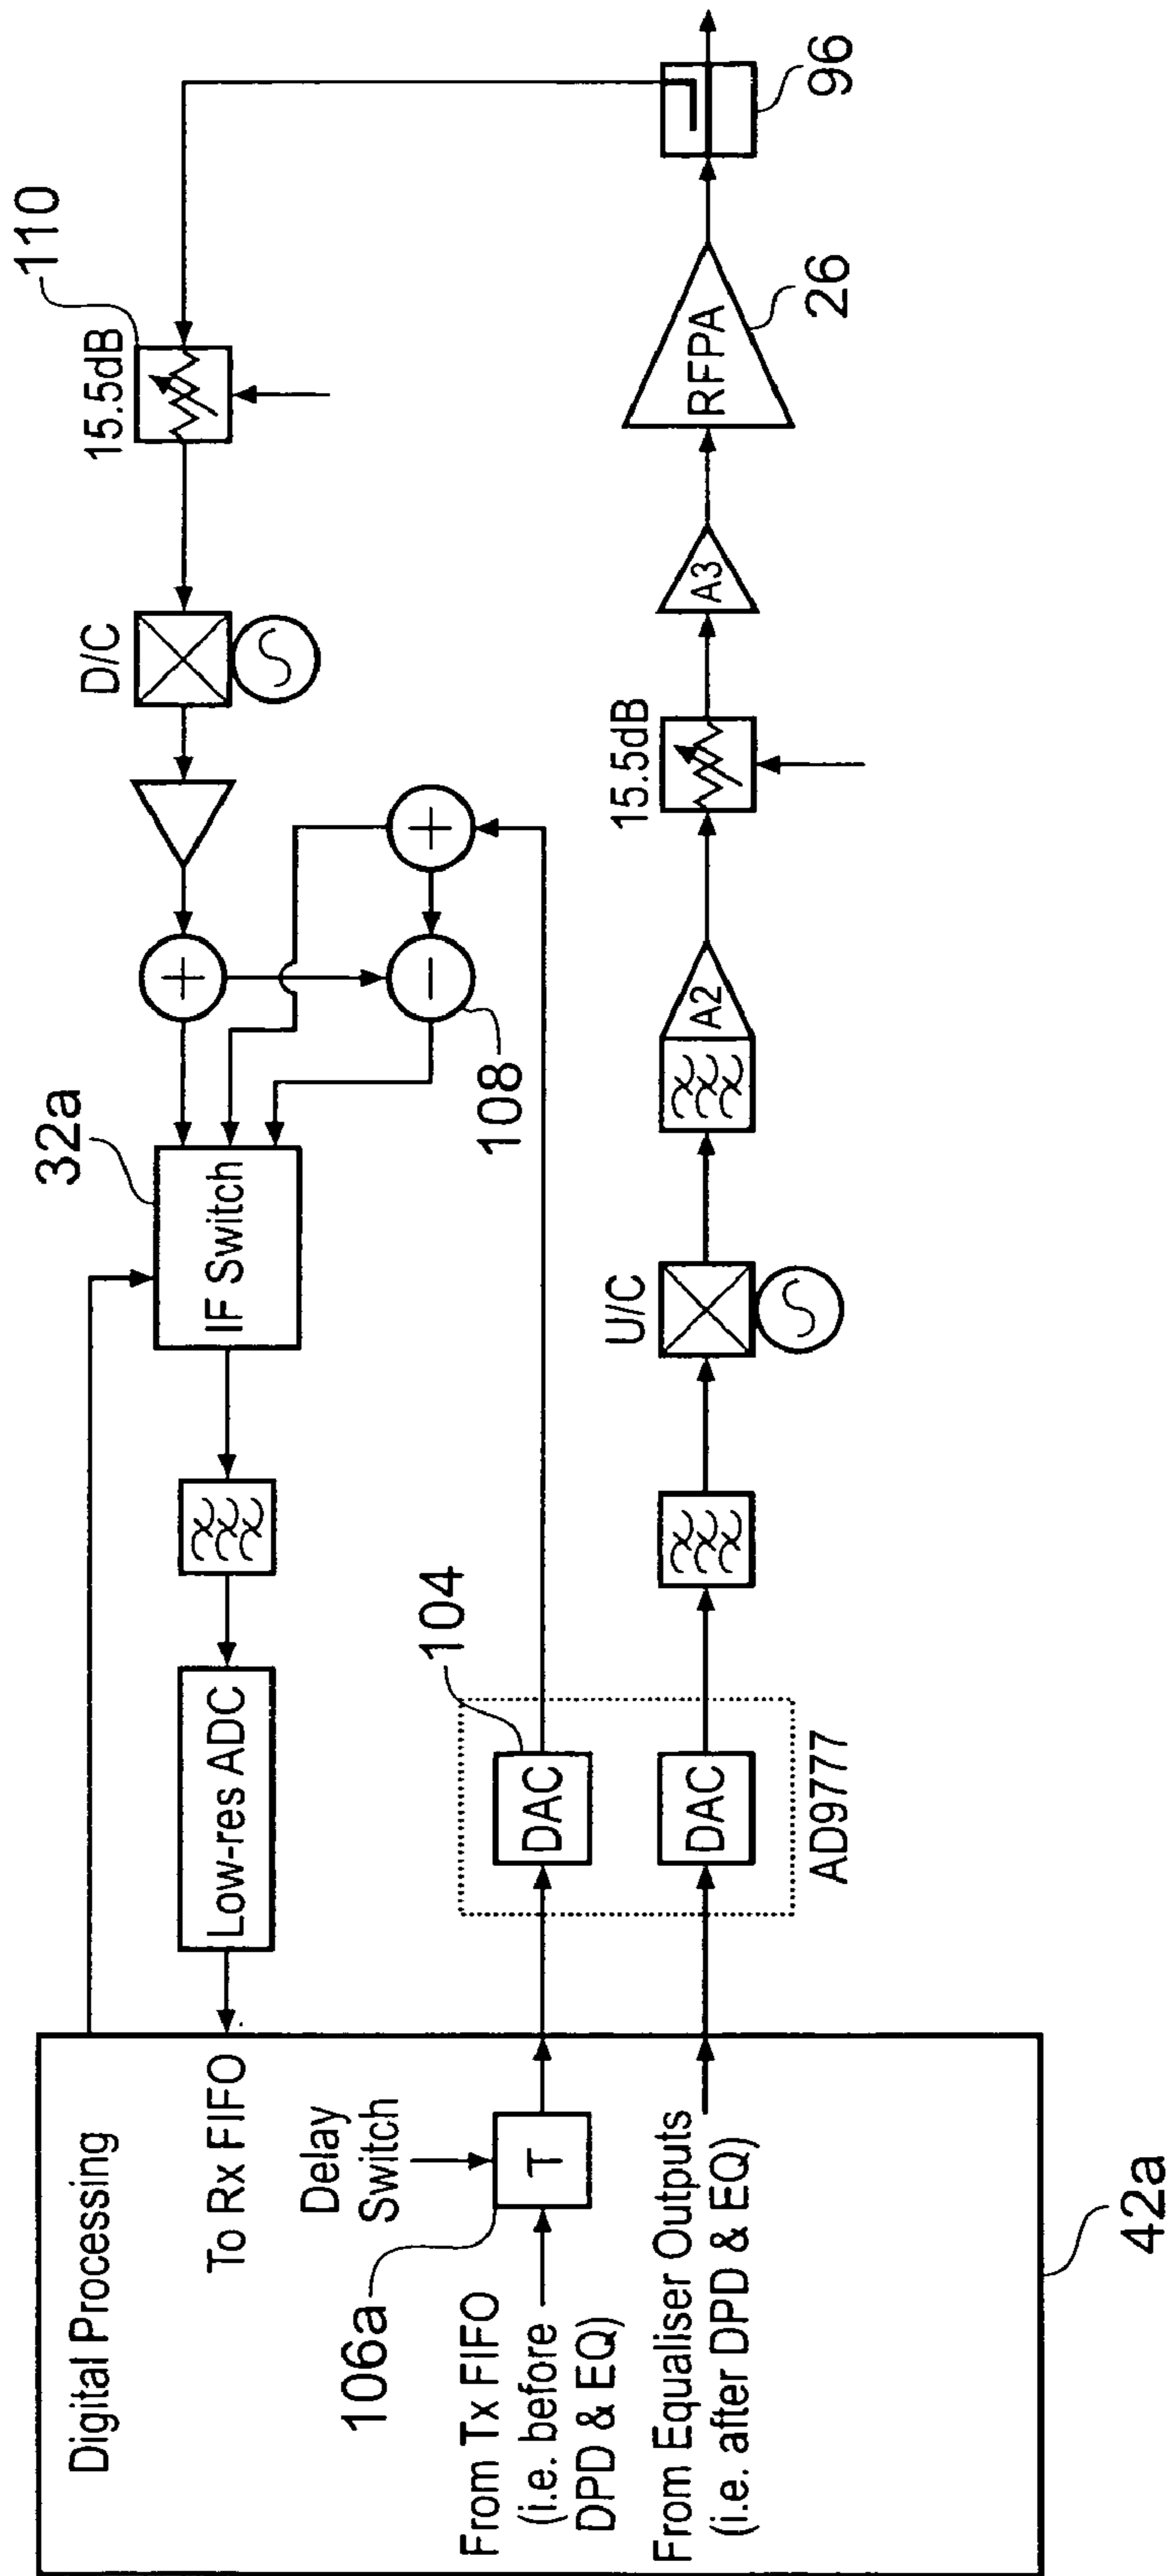 Digital Processing
To Rx FIFO
Delay
Switch
106a
T
From Tx FIFO
(i.e. before
DPD & EQ)
From Equaliser Outputs
(i.e. after DPD & EQ)
42a
Low-res ADC
32a
IF Switch
104
DAC
DAC
AD9777
108
+
+
−
D/C
15.5dB
110
U/C
A2
15.5dB
A3
RFPA
26
96